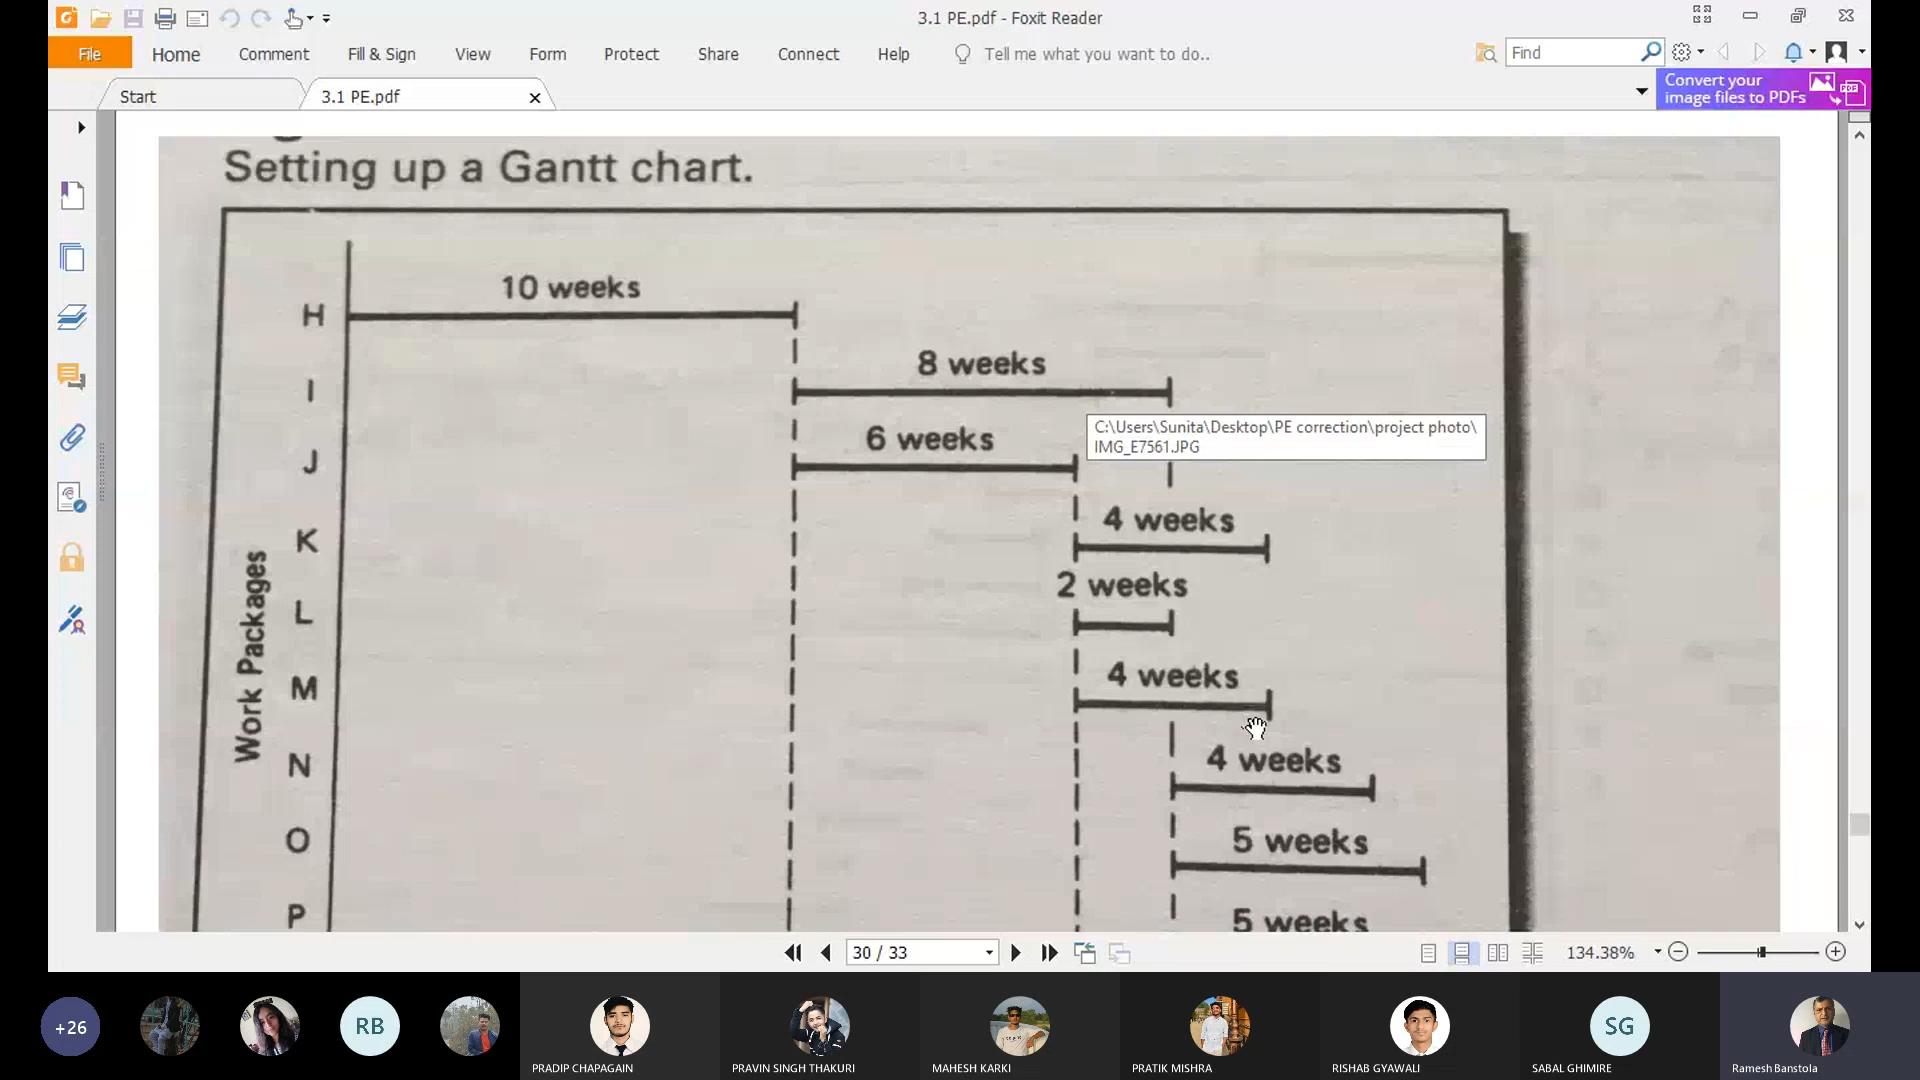 3.1 PE.pdf - Foxit Reader
File Home Comment Fill & Sign View Form Protect Share Connect Help Tell me what you want to do.. Find
Start 3.1 PE.pdf
Convert your
image files to PDFs
PDF
Setting up a Gantt chart.
Work Packages
H 10 weeks
I 8 weeks
J 6 weeks
C:\Users\Sunita\Desktop\PE correction\project photo\
IMG_E7561.JPG
K 4 weeks
L 2 weeks
M 4 weeks
N 4 weeks
O 5 weeks
P 5 weeks
30 / 33 134.38%
+26 RB SG
PRADIP CHAPAGAIN PRAVIN SINGH THAKURI MAHESH KARKI PRATIK MISHRA RISHAB GYAWALI SABAL GHIMIRE Ramesh Banstola